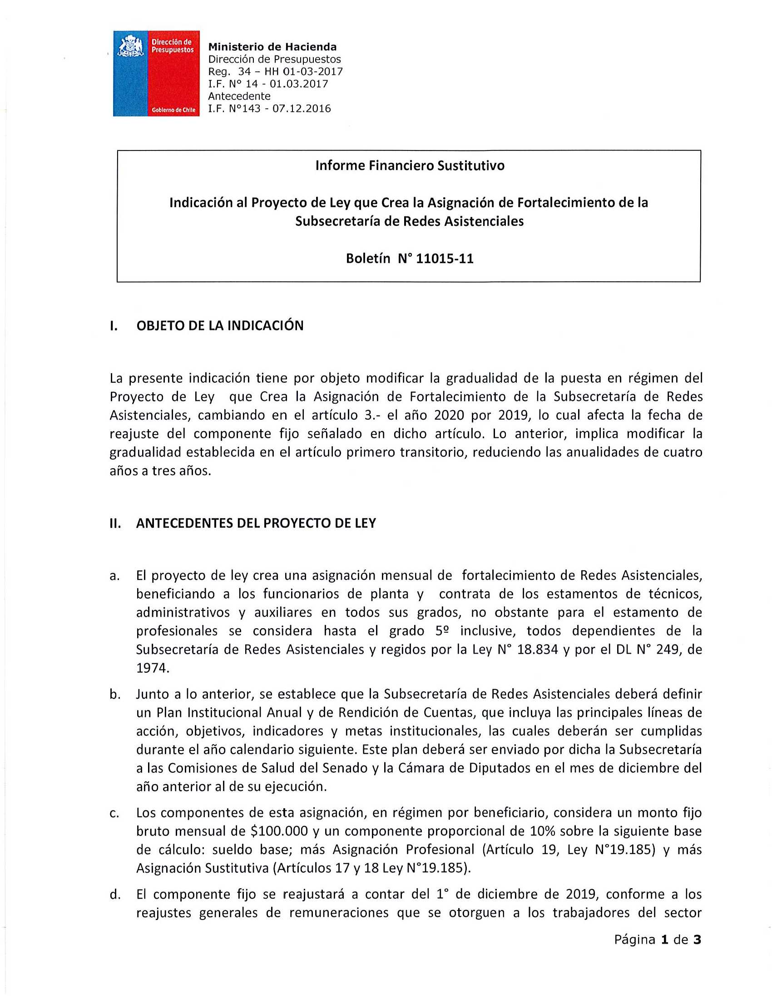 Dirección de
Presupuestos
Gobierno de Chile
Ministerio de Hacienda
Dirección de Presupuestos
Reg.  34 – HH 01-03-2017
I.F. N° 14 - 01.03.2017
Antecedente
I.F. N°143 - 07.12.2016
Informe Financiero Sustitutivo
Indicación al Proyecto de Ley que Crea la Asignación de Fortalecimiento de la
Subsecretaría de Redes Asistenciales
Boletín  N° 11015-11
I. OBJETO DE LA INDICACIÓN
La presente indicación tiene por objeto modificar la gradualidad de la puesta en régimen del
Proyecto de Ley  que Crea la Asignación de Fortalecimiento de la Subsecretaría de Redes
Asistenciales, cambiando en el artículo 3.- el año 2020 por 2019, lo cual afecta la fecha de
reajuste del componente fijo señalado en dicho artículo. Lo anterior, implica modificar la
gradualidad establecida en el artículo primero transitorio, reduciendo las anualidades de cuatro
años a tres años.
II. ANTECEDENTES DEL PROYECTO DE LEY
a. El proyecto de ley crea una asignación mensual de  fortalecimiento de Redes Asistenciales,
beneficiando a los funcionarios de planta y  contrata de los estamentos de técnicos,
administrativos y auxiliares en todos sus grados, no obstante para el estamento de
profesionales se considera hasta el grado 5º inclusive, todos dependientes de la
Subsecretaría de Redes Asistenciales y regidos por la Ley N° 18.834 y por el DL N° 249, de
1974.
b. Junto a lo anterior, se establece que la Subsecretaría de Redes Asistenciales deberá definir
un Plan Institucional Anual y de Rendición de Cuentas, que incluya las principales líneas de
acción, objetivos, indicadores y metas institucionales, las cuales deberán ser cumplidas
durante el año calendario siguiente. Este plan deberá ser enviado por dicha la Subsecretaría
a las Comisiones de Salud del Senado y la Cámara de Diputados en el mes de diciembre del
año anterior al de su ejecución.
c. Los componentes de esta asignación, en régimen por beneficiario, considera un monto fijo
bruto mensual de $100.000 y un componente proporcional de 10% sobre la siguiente base
de cálculo: sueldo base; más Asignación Profesional (Artículo 19, Ley N°19.185) y más
Asignación Sustitutiva (Artículos 17 y 18 Ley N°19.185).
d. El componente fijo se reajustará a contar del 1° de diciembre de 2019, conforme a los
reajustes generales de remuneraciones que se otorguen a los trabajadores del sector
Página 1 de 3